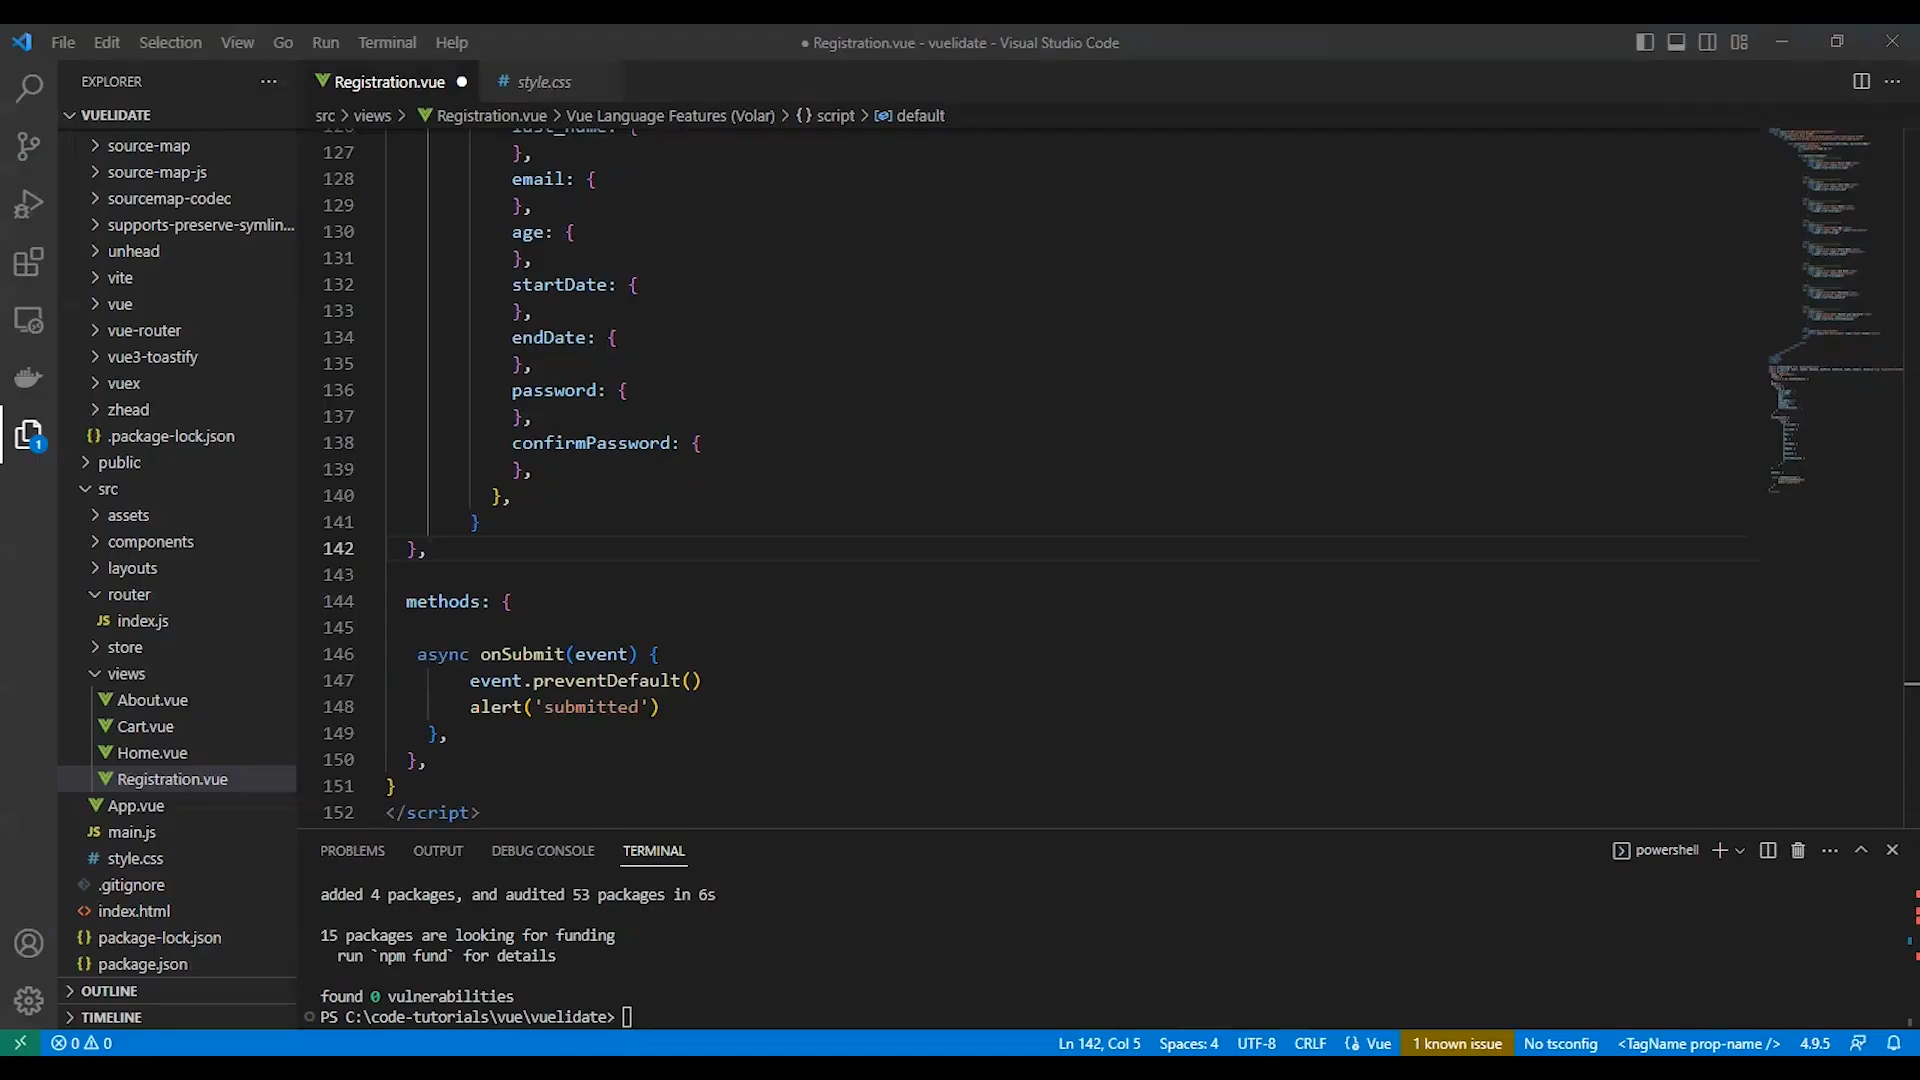 File Edit Selection View Go Run Terminal Help
● Registration.vue - vuelidate - Visual Studio Code
EXPLORER
VUELIDATE
source-map
source-map-js
sourcemap-codec
supports-preserve-symlin...
unhead
vite
vue
vue-router
vue3-toastify
vuex
zhead
{} .package-lock.json
public
src
assets
components
layouts
router
JS index.js
store
views
About.vue
Cart.vue
Home.vue
Registration.vue
App.vue
JS main.js
# style.css
.gitignore
<> index.html
{} package-lock.json
{} package.json
OUTLINE
TIMELINE
1
Registration.vue ●
# style.css
src > views > Registration.vue > Vue Language Features (Volar) > {} script > default
126 last_name: {
127 },
128 email: {
129 },
130 age: {
131 },
132 startDate: {
133 },
134 endDate: {
135 },
136 password: {
137 },
138 confirmPassword: {
139 },
140 },
141 }
142 },
143
144 methods: {
145
146 async onSubmit(event) {
147 event.preventDefault()
148 alert('submitted')
149 },
150 },
151 }
152 </script>
PROBLEMS OUTPUT DEBUG CONSOLE TERMINAL
powershell
added 4 packages, and audited 53 packages in 6s
15 packages are looking for funding
run `npm fund` for details
found 0 vulnerabilities
PS C:\code-tutorials\vue\vuelidate>
0 0
Ln 142, Col 5 Spaces: 4 UTF-8 CRLF Vue 1 known issue No tsconfig <TagName prop-name /> 4.9.5